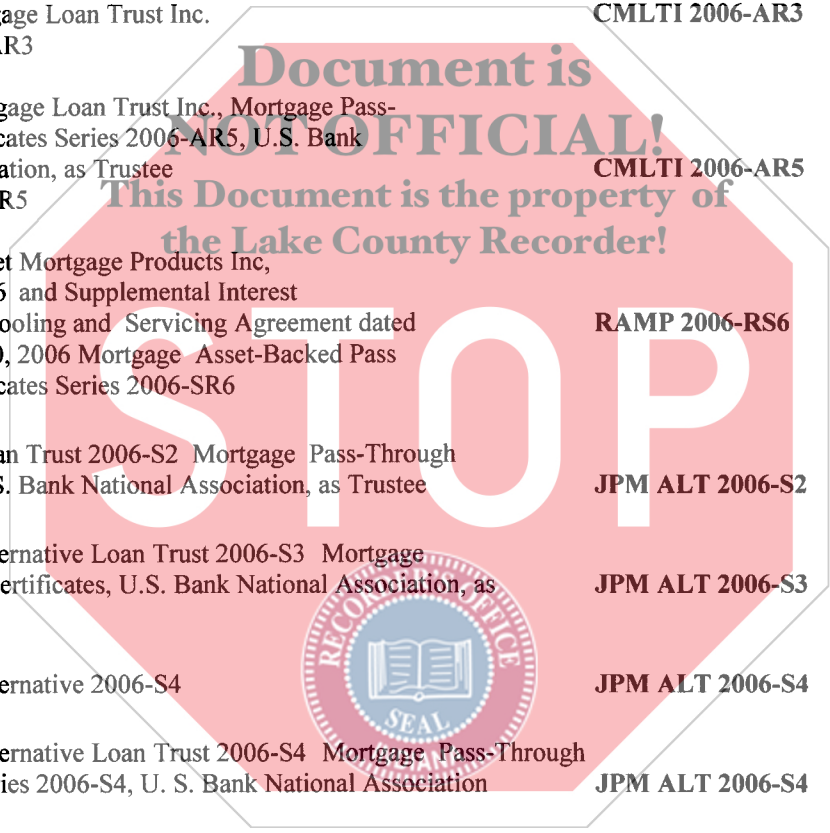 gage Loan Trust Inc. CMLTI 2006-AR3
AR3
Document is
gage Loan Trust Inc., Mortgage Pass-
NOT OFFICIAL!
cates Series 2006-AR5, U.S. Bank
ation, as Trustee CMLTI 2006-AR5
This Document is the property of
R5
the Lake County Recorder!
et Mortgage Products Inc,
6 and Supplemental Interest
ooling and Servicing Agreement dated RAMP 2006-RS6
0, 2006 Mortgage Asset-Backed Pass
cates Series 2006-SR6
STOP
an Trust 2006-S2 Mortgage Pass-Through
S. Bank National Association, as Trustee JPM ALT 2006-S2
ernative Loan Trust 2006-S3 Mortgage
ertificates, U.S. Bank National Association, as JPM ALT 2006-S3
RECORDER'S OFFICE
ernative 2006-S4 JPM ALT 2006-S4
SEAL
ernative Loan Trust 2006-S4 Mortgage Pass-Through
ies 2006-S4, U. S. Bank National Association JPM ALT 2006-S4